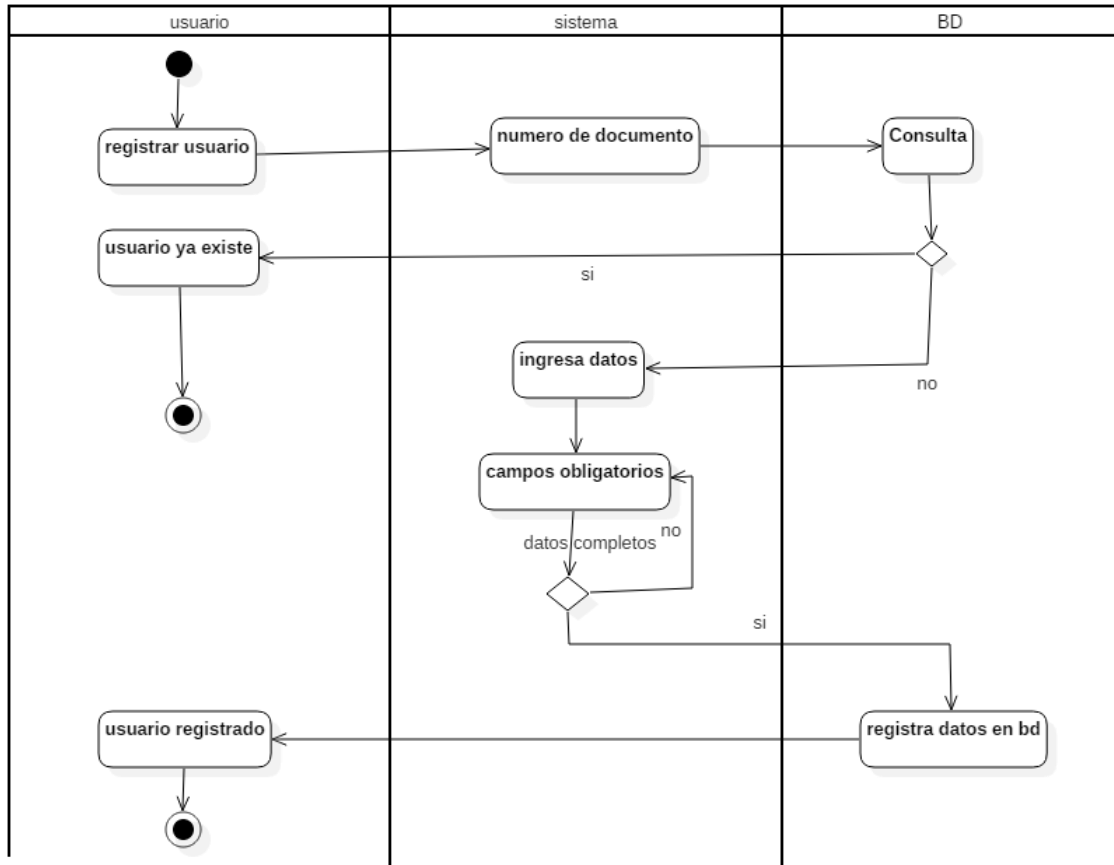 usuario
sistema
BD
registrar usuario
numero de documento
Consulta
usuario ya existe
si
ingresa datos
no
campos obligatorios
no
datos completos
si
usuario registrado
registra datos en bd